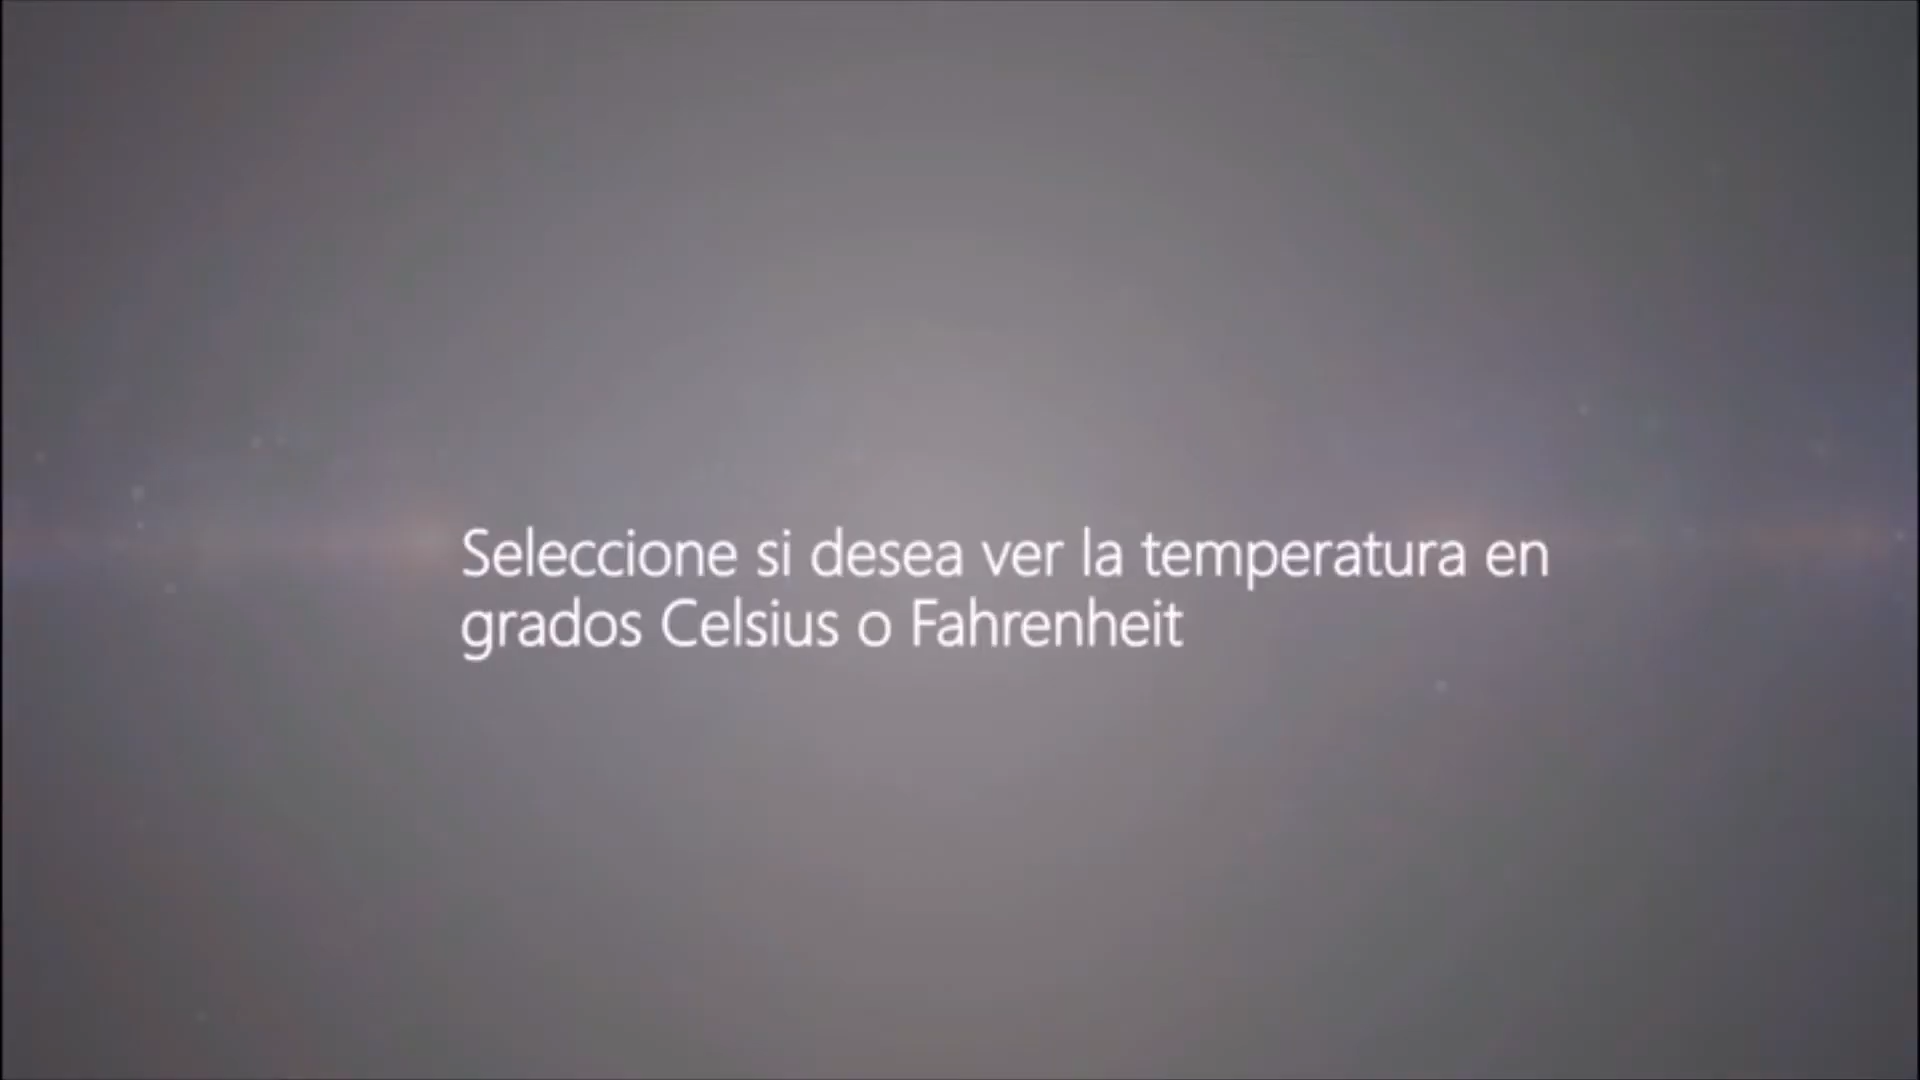 Seleccione si desea ver la temperatura en
grados Celsius o Fahrenheit